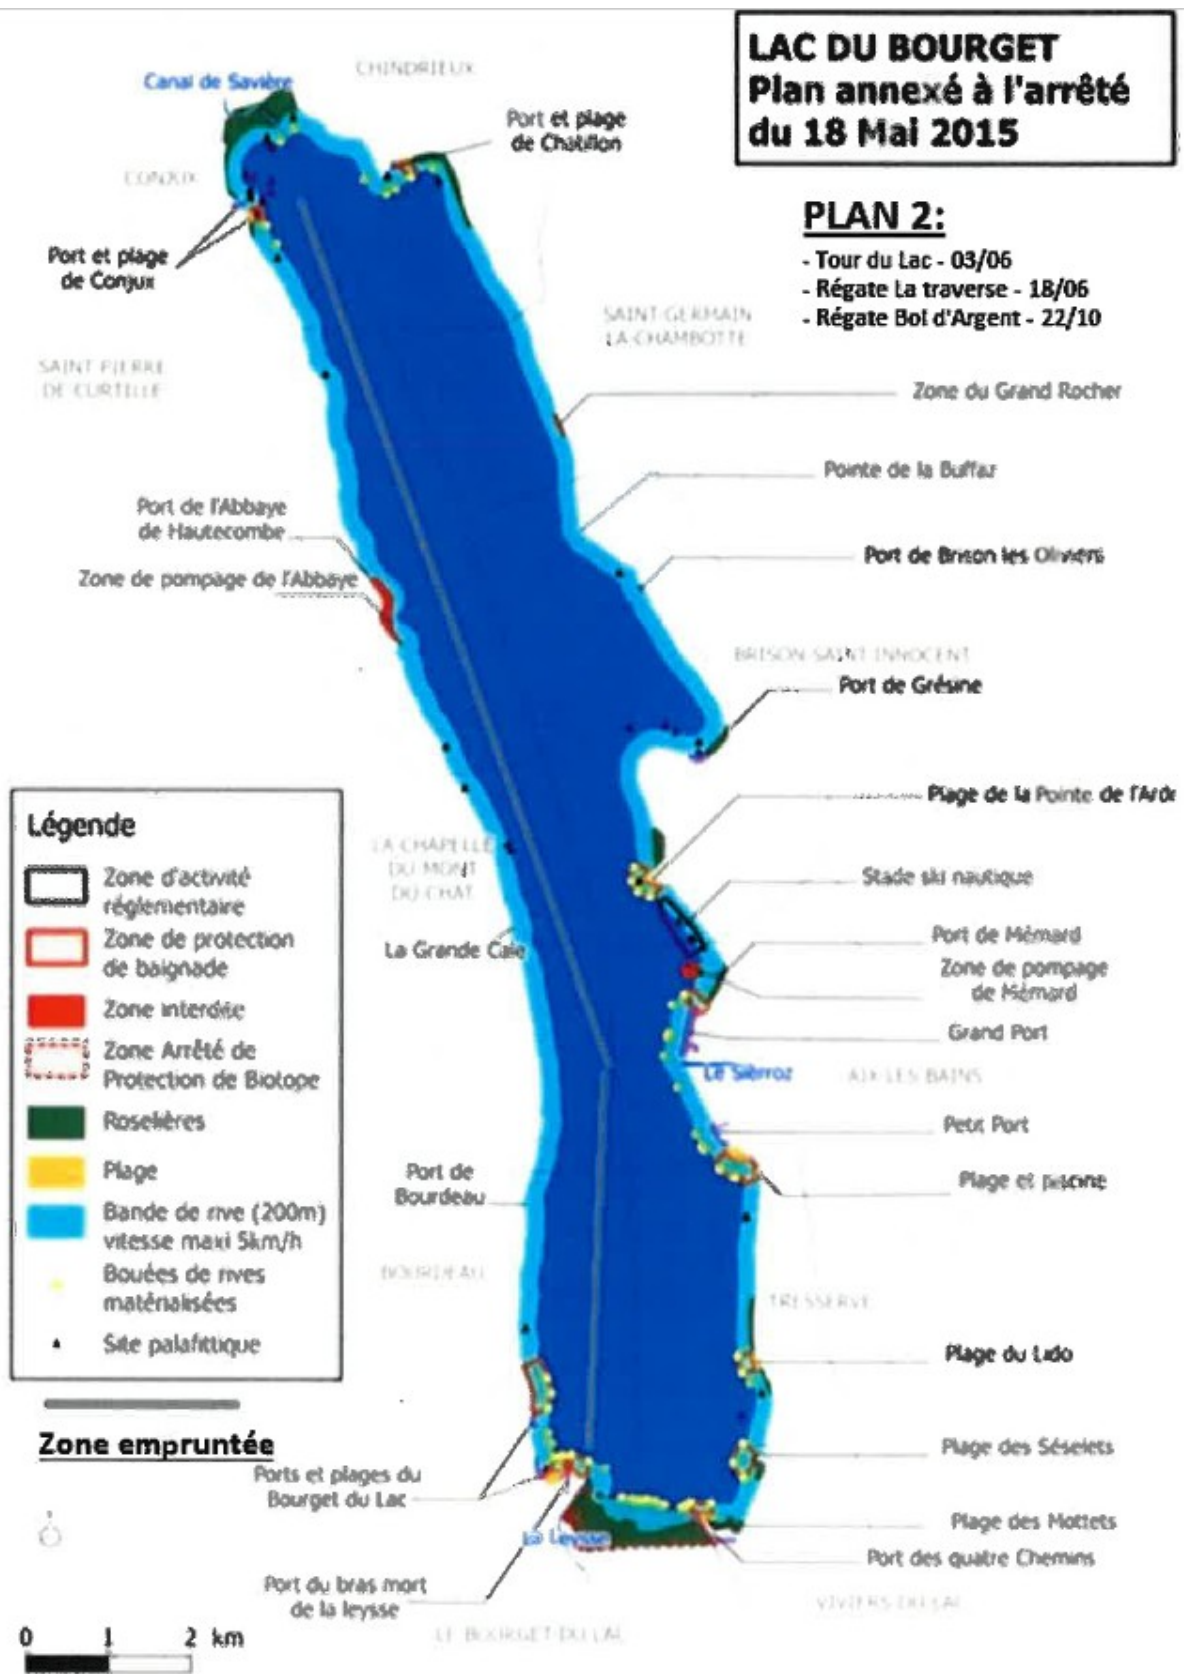 LAC DU BOURGET
Plan annexé à l'arrêté
du 18 Mai 2015
PLAN 2:
- Tour du Lac - 03/06
- Régate La traverse - 18/06
- Régate Bol d'Argent - 22/10
CHINDRIEUX
Canal de Savière
Port et plage
de Chatillon
CONJUX
Port et plage
de Conjux
SAINT GERMAIN
LA CHAMBOTTE
SAINT PIERRE
DE CURTILLE
Zone du Grand Rocher
Pointe de la Buffaz
Port de l'Abbaye
de Hautecombe
Port de Brison les Oliviers
Zone de pompage de l'Abbaye
BRISON SAINT INNOCENT
Port de Grésine
Plage de la Pointe de l'Ardr
LA CHAPELLE
DU MONT
DU CHAT
Stade ski nautique
La Grande Cale
Port de Mémard
Zone de pompage
de Mémard
Grand Port
Le Sierroz
AIX LES BAINS
Petit Port
Plage et piscine
Port de
Bourdeau
BOURDEAU
TRESSERVE
Plage du Lido
Plage des Séselets
Ports et plages du
Bourget du Lac
Plage des Mottets
La Leysse
Port des quatre Chemins
Port du bras mort
de la leysse
VIVIERS DU LAC
LE BOURGET DU LAC
Légende
Zone d'activité
réglementaire
Zone de protection
de baignade
Zone interdite
Zone Arrêté de
Protection de Biotope
Roselières
Plage
Bande de rive (200m)
vitesse maxi 5km/h
Bouées de rives
matérialisées
Site palafittique
Zone empruntée
0 1 2 km